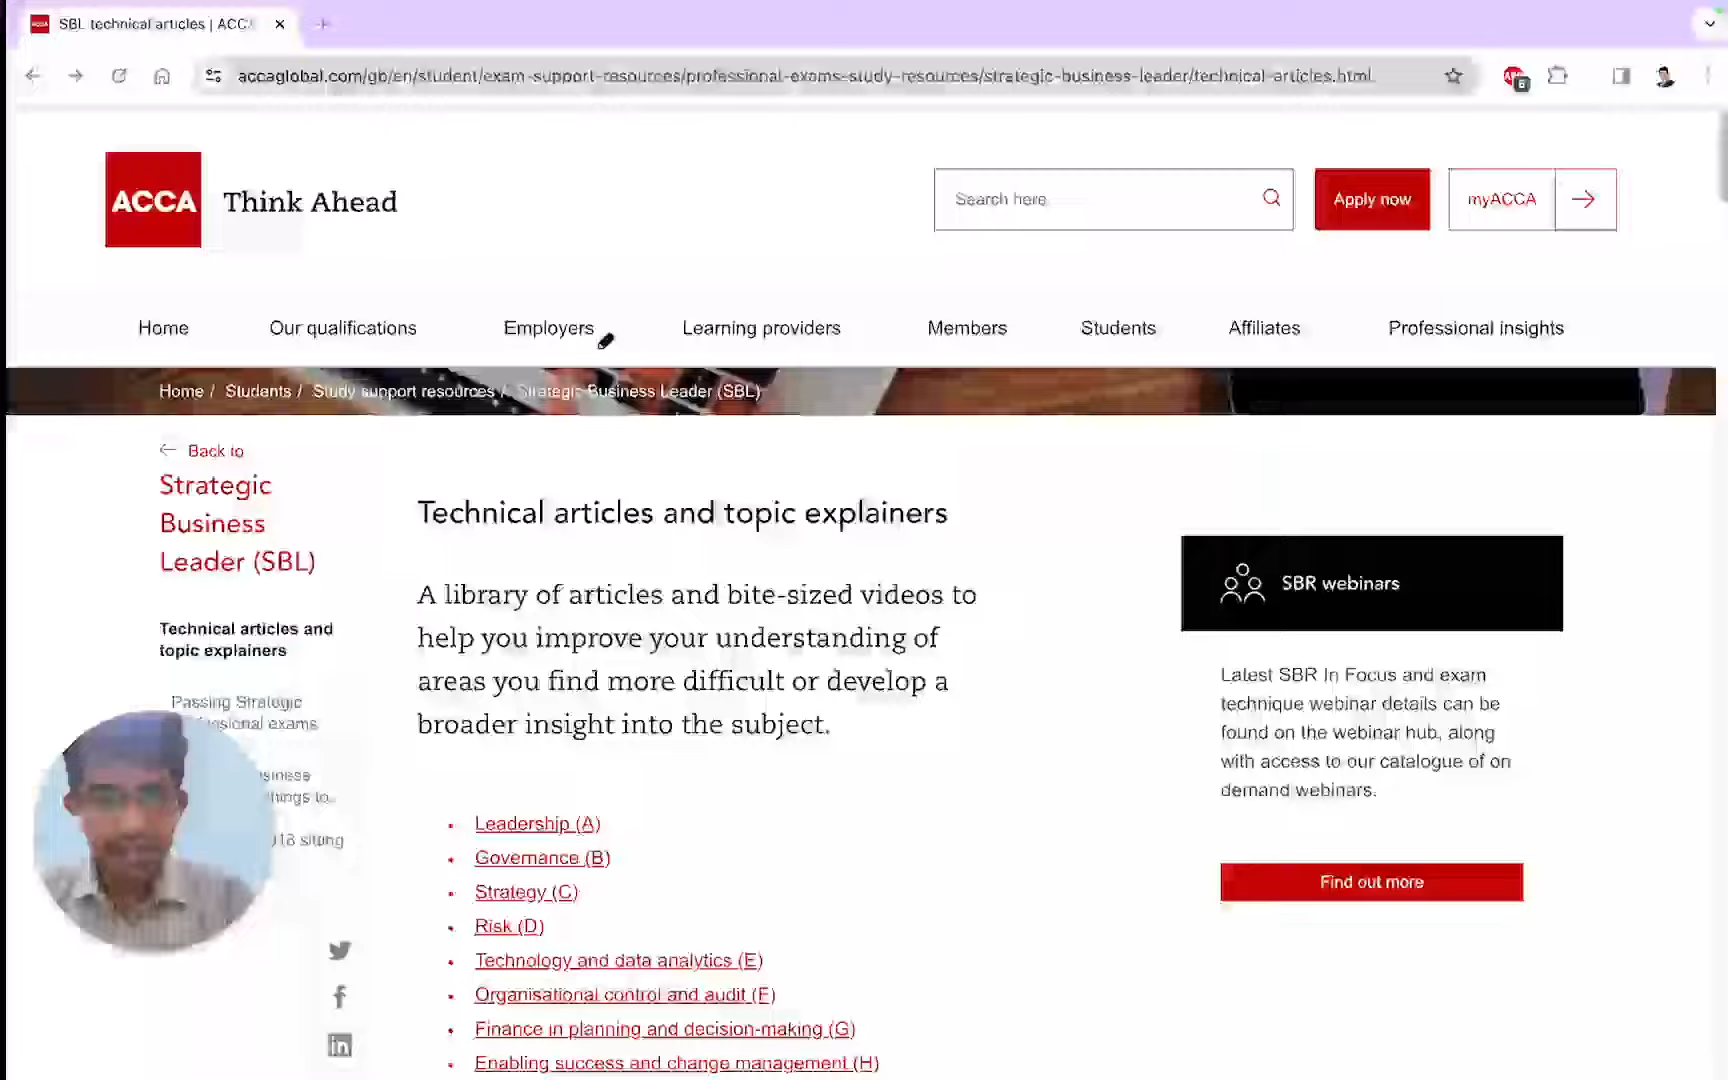 SBL technical articles | ACCA
accaglobal.com/gb/en/student/exam-support-resources/professional-exams-study-resources/strategic-business-leader/technical-articles.html
6
ACCA
Think Ahead
Search here
Apply now
myACCA
Home
Our qualifications
Employers
Learning providers
Members
Students
Affiliates
Professional insights
Home / Students / Study support resources / Strategic Business Leader (SBL)
Back to
Strategic
Business
Leader (SBL)
Technical articles and
topic explainers
Passing Strategic
exams
Technical articles and topic explainers
A library of articles and bite-sized videos to
help you improve your understanding of
areas you find more difficult or develop a
broader insight into the subject.
Leadership (A)
Governance (B)
Strategy (C)
Risk (D)
Technology and data analytics (E)
Organisational control and audit (F)
Finance in planning and decision-making (G)
Enabling success and change management (H)
SBR webinars
Latest SBR In Focus and exam
technique webinar details can be
found on the webinar hub, along
with access to our catalogue of on
demand webinars.
Find out more